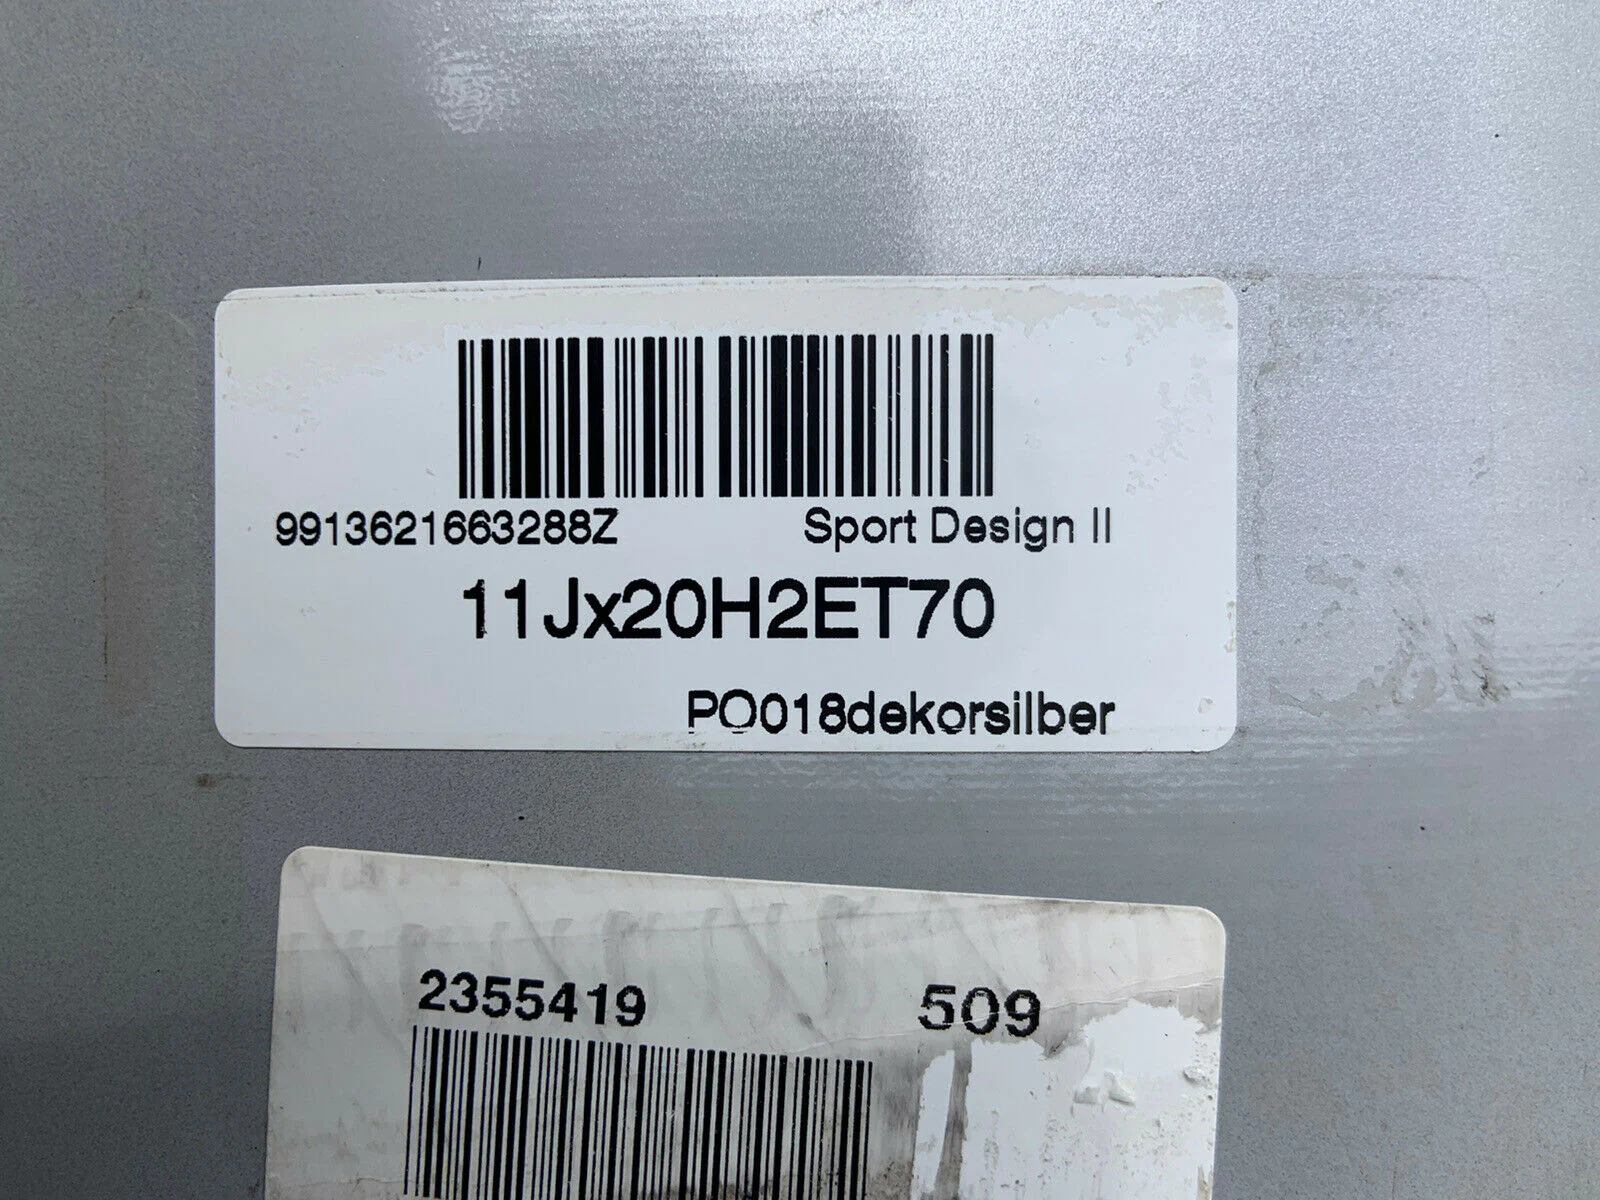 9913621663288Z Sport Design II
11Jx20H2ET70
PO018dekorsilber
2355419 509